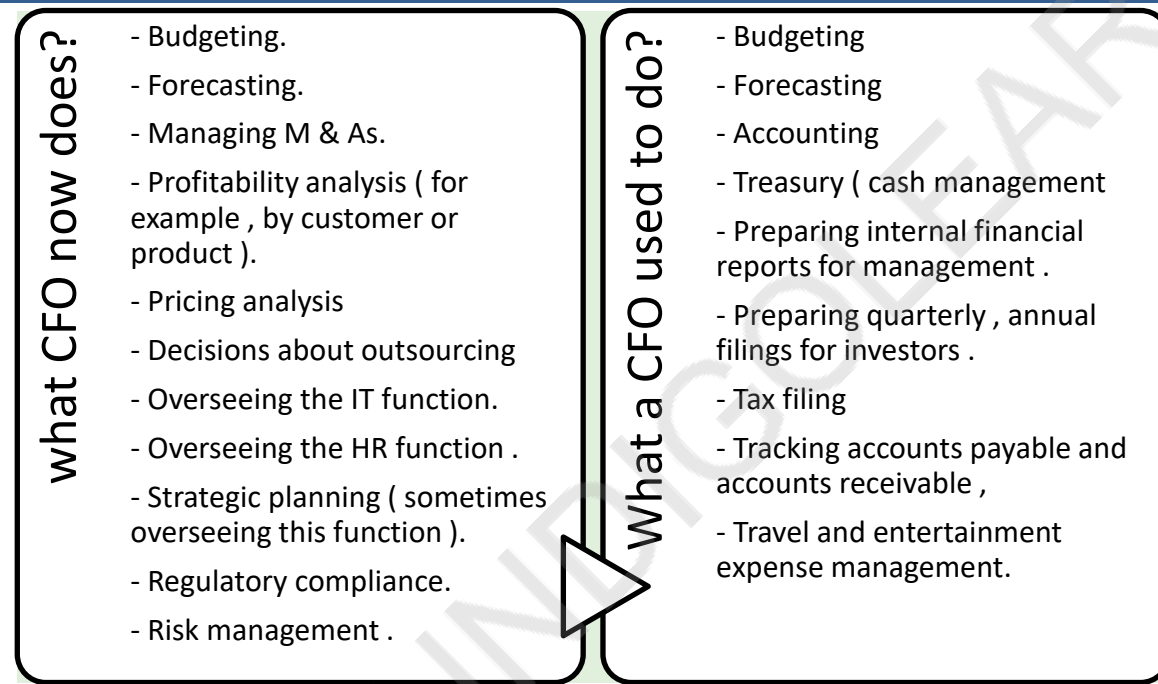 what CFO now does?
- Budgeting.
- Forecasting.
- Managing M & As.
- Profitability analysis ( for
example , by customer or
product ).
- Pricing analysis
- Decisions about outsourcing
- Overseeing the IT function.
- Overseeing the HR function .
- Strategic planning ( sometimes
overseeing this function ).
- Regulatory compliance.
- Risk management .
What a CFO used to do?
- Budgeting
- Forecasting
- Accounting
- Treasury ( cash management
- Preparing internal financial
reports for management .
- Preparing quarterly , annual
filings for investors .
- Tax filing
- Tracking accounts payable and
accounts receivable ,
- Travel and entertainment
expense management.
INDIGOLEAR